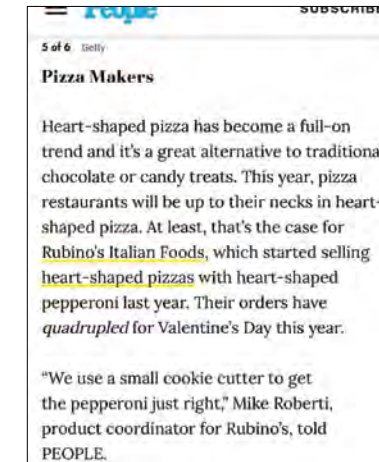 People
SUBSCRIBE
5 of 6 Getty
Pizza Makers
Heart-shaped pizza has become a full-on
trend and it's a great alternative to traditiona
chocolate or candy treats. This year, pizza
restaurants will be up to their necks in heart-
shaped pizza. At least, that's the case for
Rubino's Italian Foods, which started selling
heart-shaped pizzas with heart-shaped
pepperoni last year. Their orders have
quadrupled for Valentine's Day this year.
"We use a small cookie cutter to get
the pepperoni just right," Mike Roberti,
product coordinator for Rubino's, told
PEOPLE.